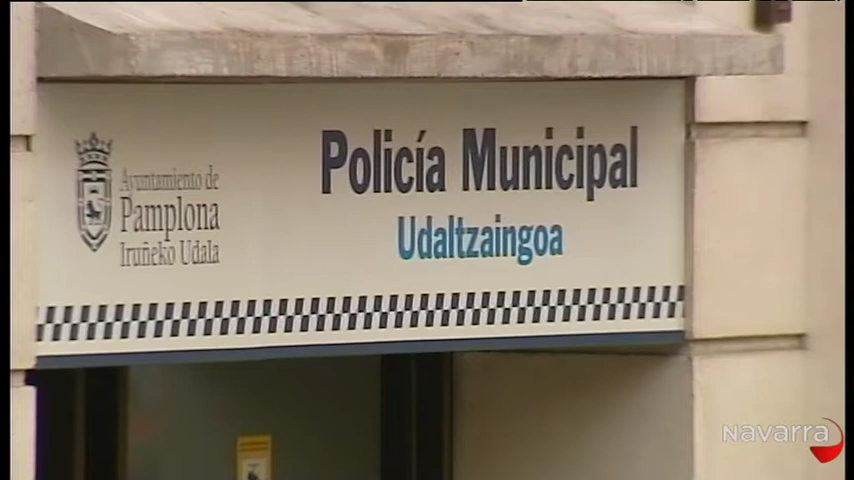 Policía Municipal
Udaltzaingoa
Ayuntamiento de
Pamplona
Iruñeko Udala
Navarra